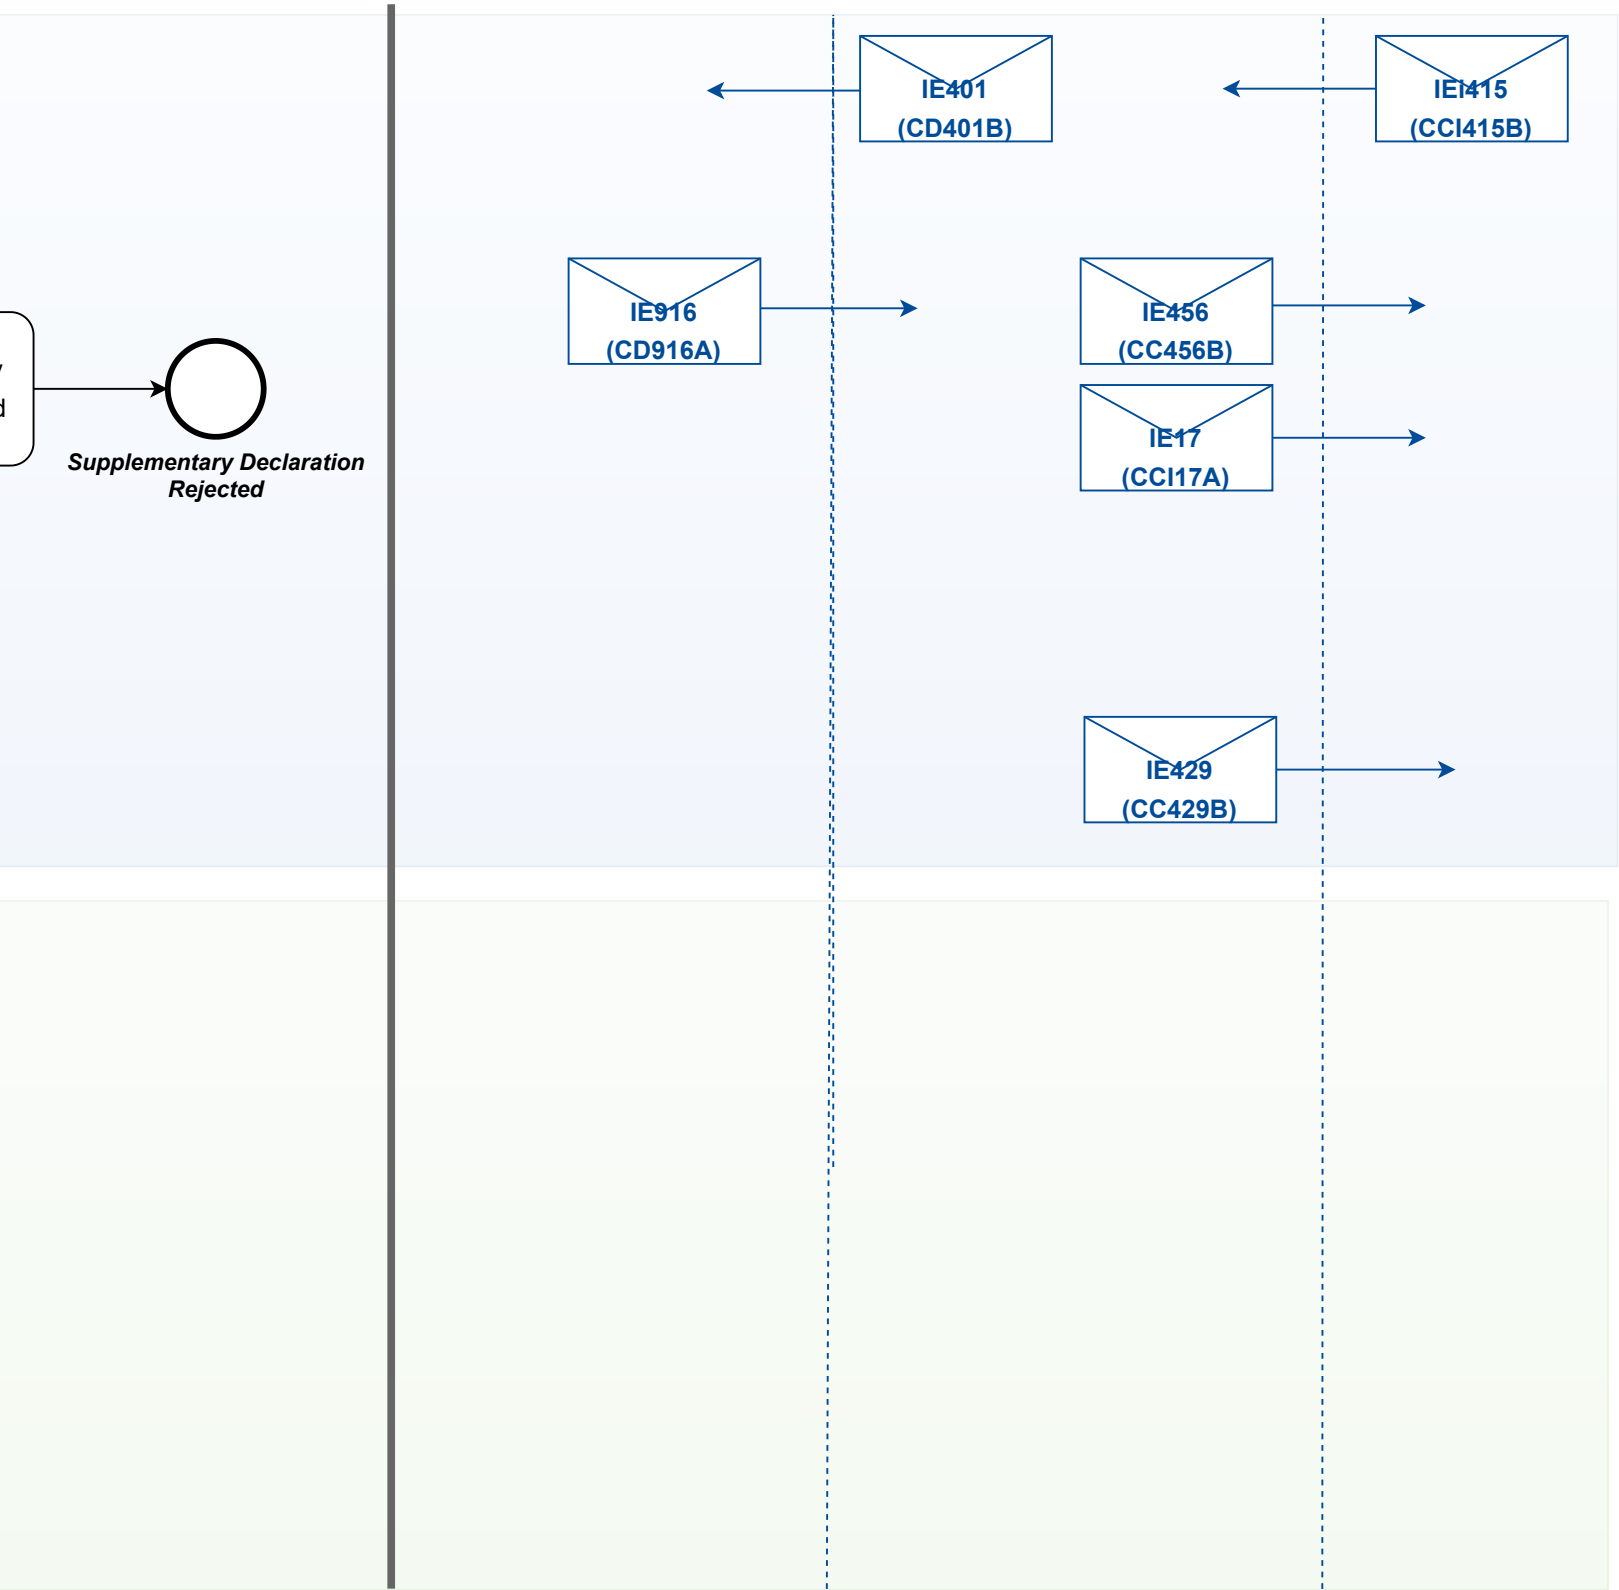 IE401
(CD401B)
IEI415
(CCI415B)
IE916
(CD916A)
IE456
(CC456B)
IE17
(CCI17A)
Supplementary Declaration
Rejected
IE429
(CC429B)